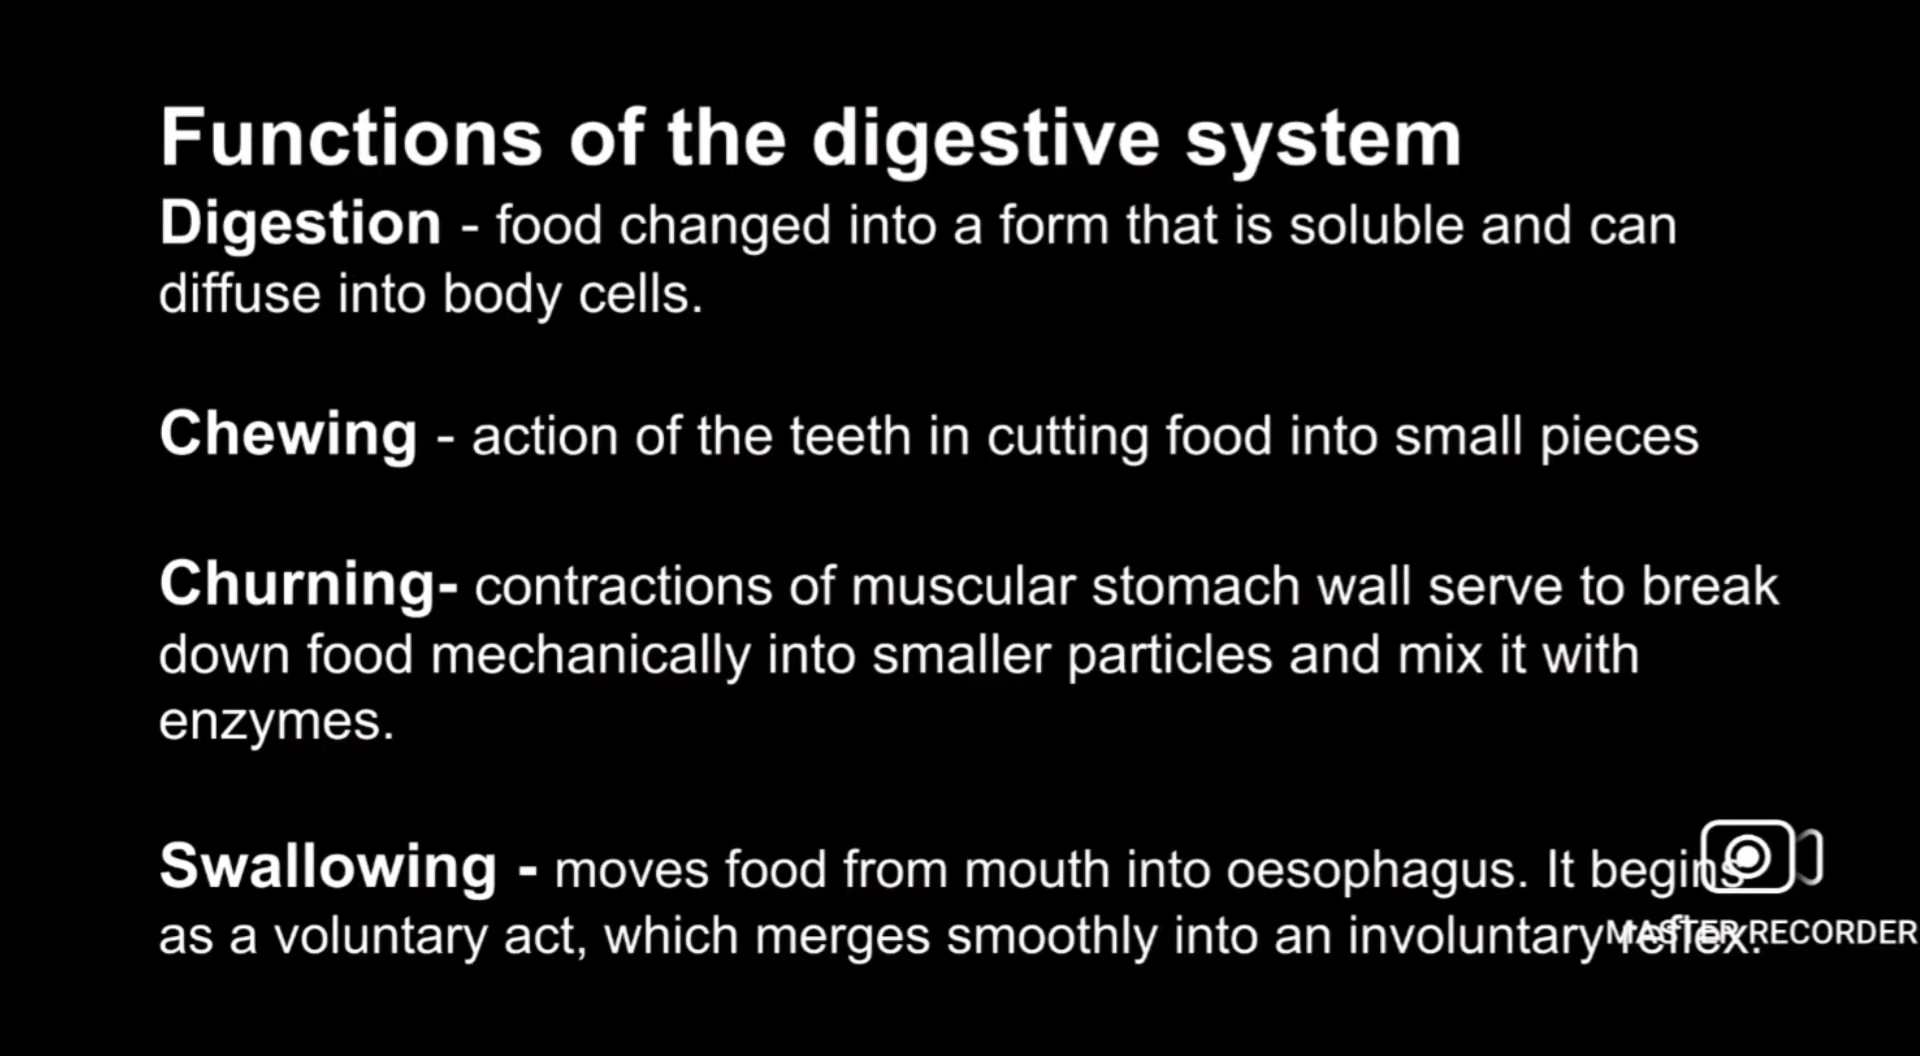 Functions of the digestive system
Digestion - food changed into a form that is soluble and can
diffuse into body cells.
Chewing - action of the teeth in cutting food into small pieces
Churning- contractions of muscular stomach wall serve to break
down food mechanically into smaller particles and mix it with
enzymes.
Swallowing - moves food from mouth into oesophagus. It begins
as a voluntary act, which merges smoothly into an involuntary reflex.
MASTER RECORDER